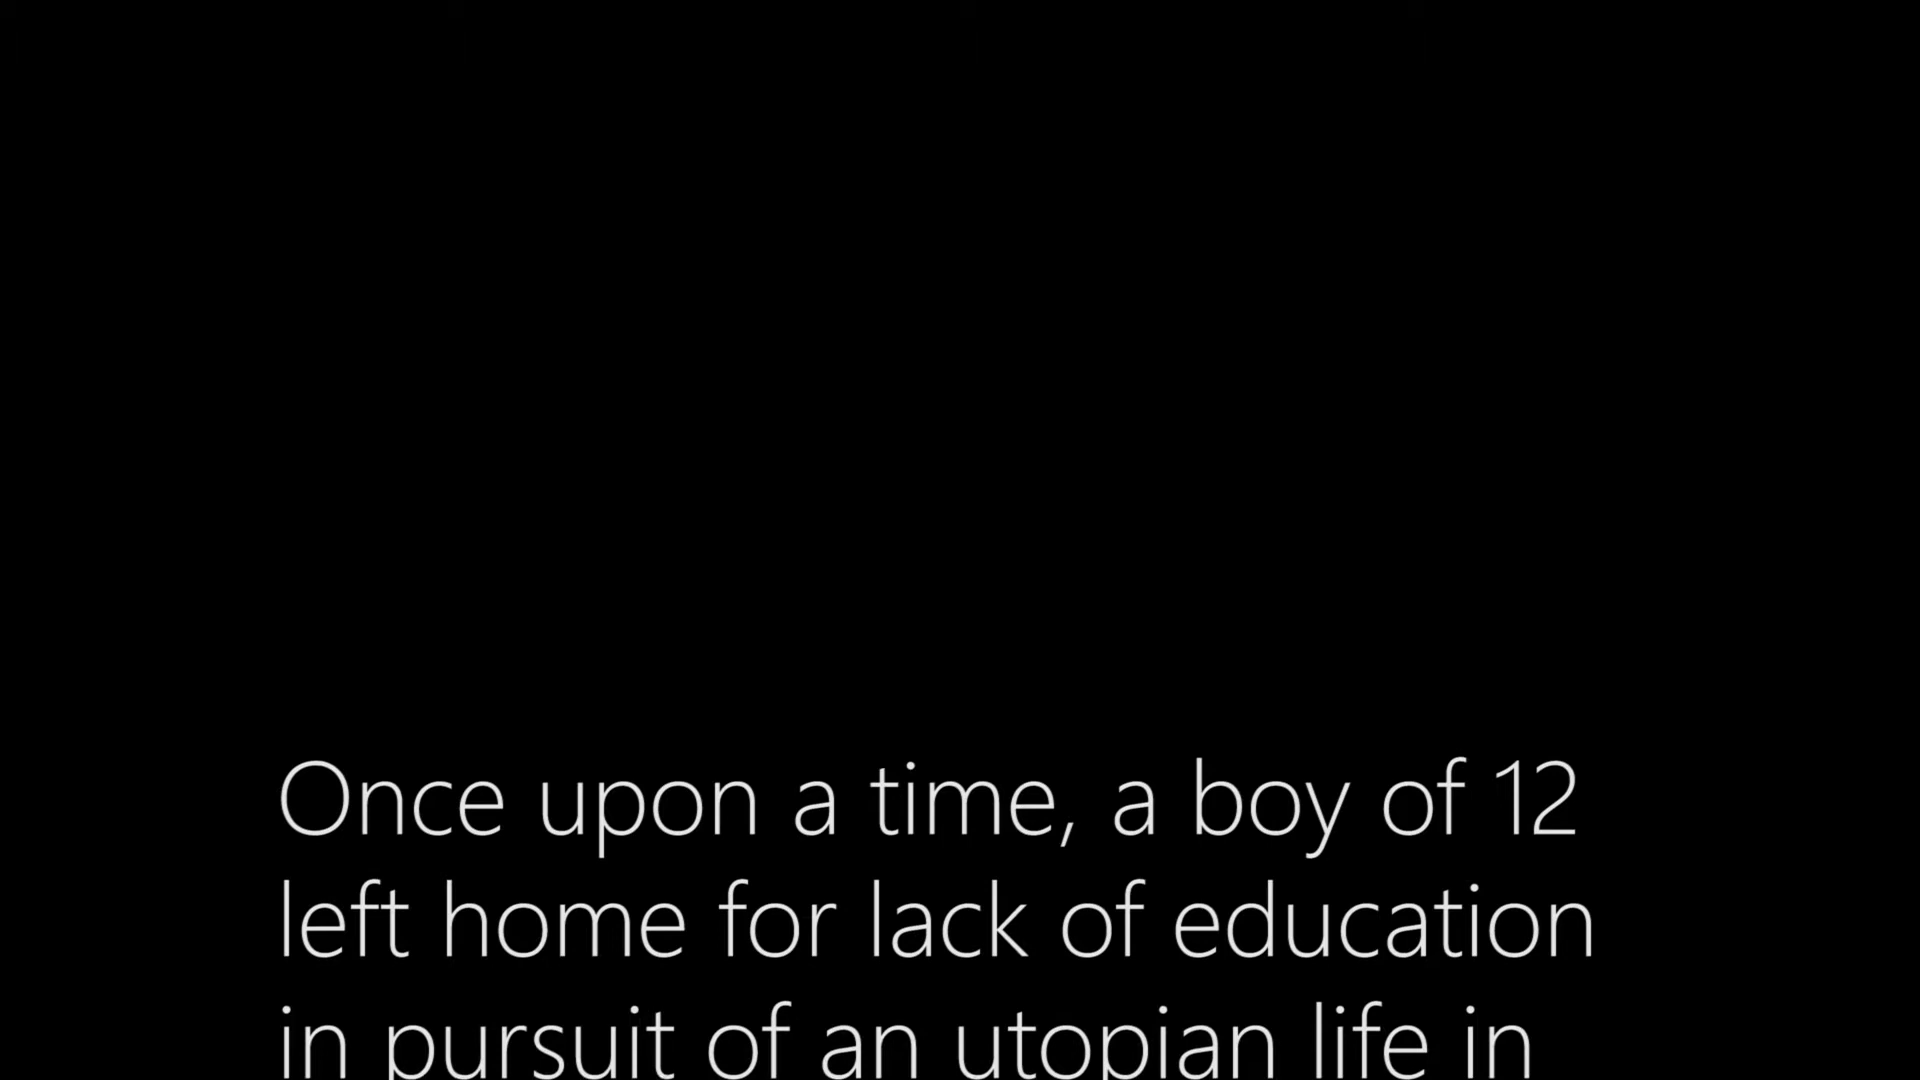 Once upon a time, a boy of 12
left home for lack of education
in pursuit of an utopian life in